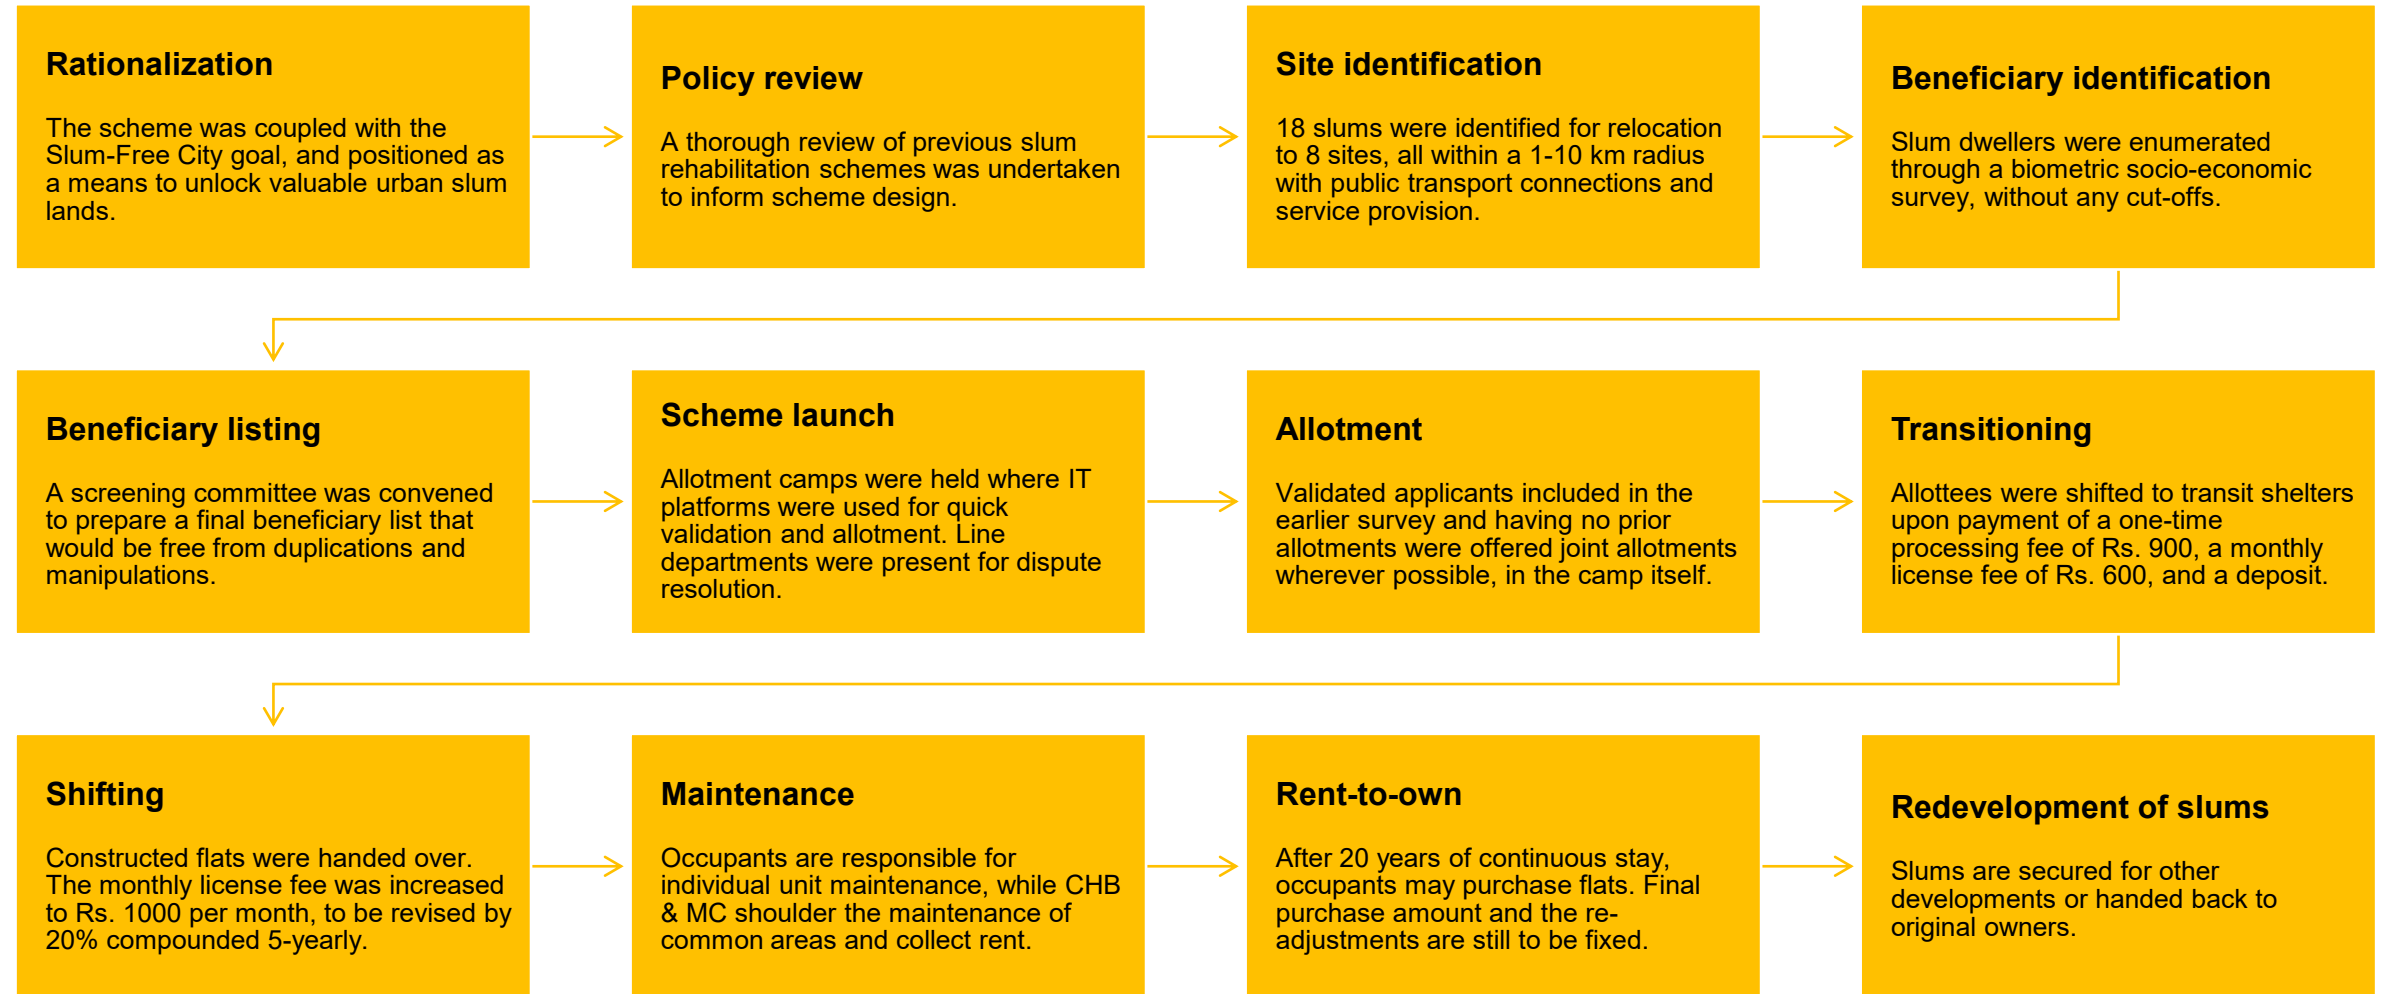 Rationalization
The scheme was coupled with the
Slum-Free City goal, and positioned as
a means to unlock valuable urban slum
lands.
Policy review
A thorough review of previous slum
rehabilitation schemes was undertaken
to inform scheme design.
Site identification
18 slums were identified for relocation
to 8 sites, all within a 1-10 km radius
with public transport connections and
service provision.
Beneficiary identification
Slum dwellers were enumerated
through a biometric socio-economic
survey, without any cut-offs.
Beneficiary listing
A screening committee was convened
to prepare a final beneficiary list that
would be free from duplications and
manipulations.
Scheme launch
Allotment camps were held where IT
platforms were used for quick
validation and allotment. Line
departments were present for dispute
resolution.
Allotment
Validated applicants included in the
earlier survey and having no prior
allotments were offered joint allotments
wherever possible, in the camp itself.
Transitioning
Allottees were shifted to transit shelters
upon payment of a one-time
processing fee of Rs. 900, a monthly
license fee of Rs. 600, and a deposit.
Shifting
Constructed flats were handed over.
The monthly license fee was increased
to Rs. 1000 per month, to be revised by
20% compounded 5-yearly.
Maintenance
Occupants are responsible for
individual unit maintenance, while CHB
& MC shoulder the maintenance of
common areas and collect rent.
Rent-to-own
After 20 years of continuous stay,
occupants may purchase flats. Final
purchase amount and the re-
adjustments are still to be fixed.
Redevelopment of slums
Slums are secured for other
developments or handed back to
original owners.